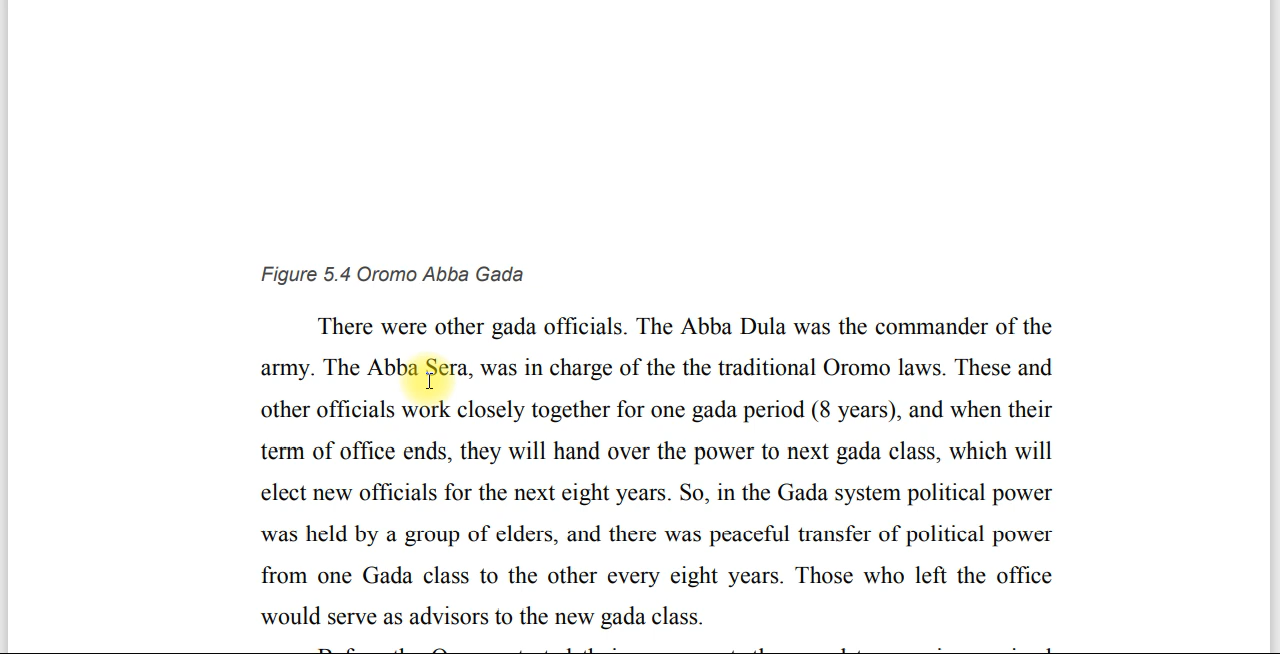 Figure 5.4 Oromo Abba Gada
There were other gada officials. The Abba Dula was the commander of the
army. The Abba Sera, was in charge of the the traditional Oromo laws. These and
other officials work closely together for one gada period (8 years), and when their
term of office ends, they will hand over the power to next gada class, which will
elect new officials for the next eight years. So, in the Gada system political power
was held by a group of elders, and there was peaceful transfer of political power
from one Gada class to the other every eight years. Those who left the office
would serve as advisors to the new gada class.